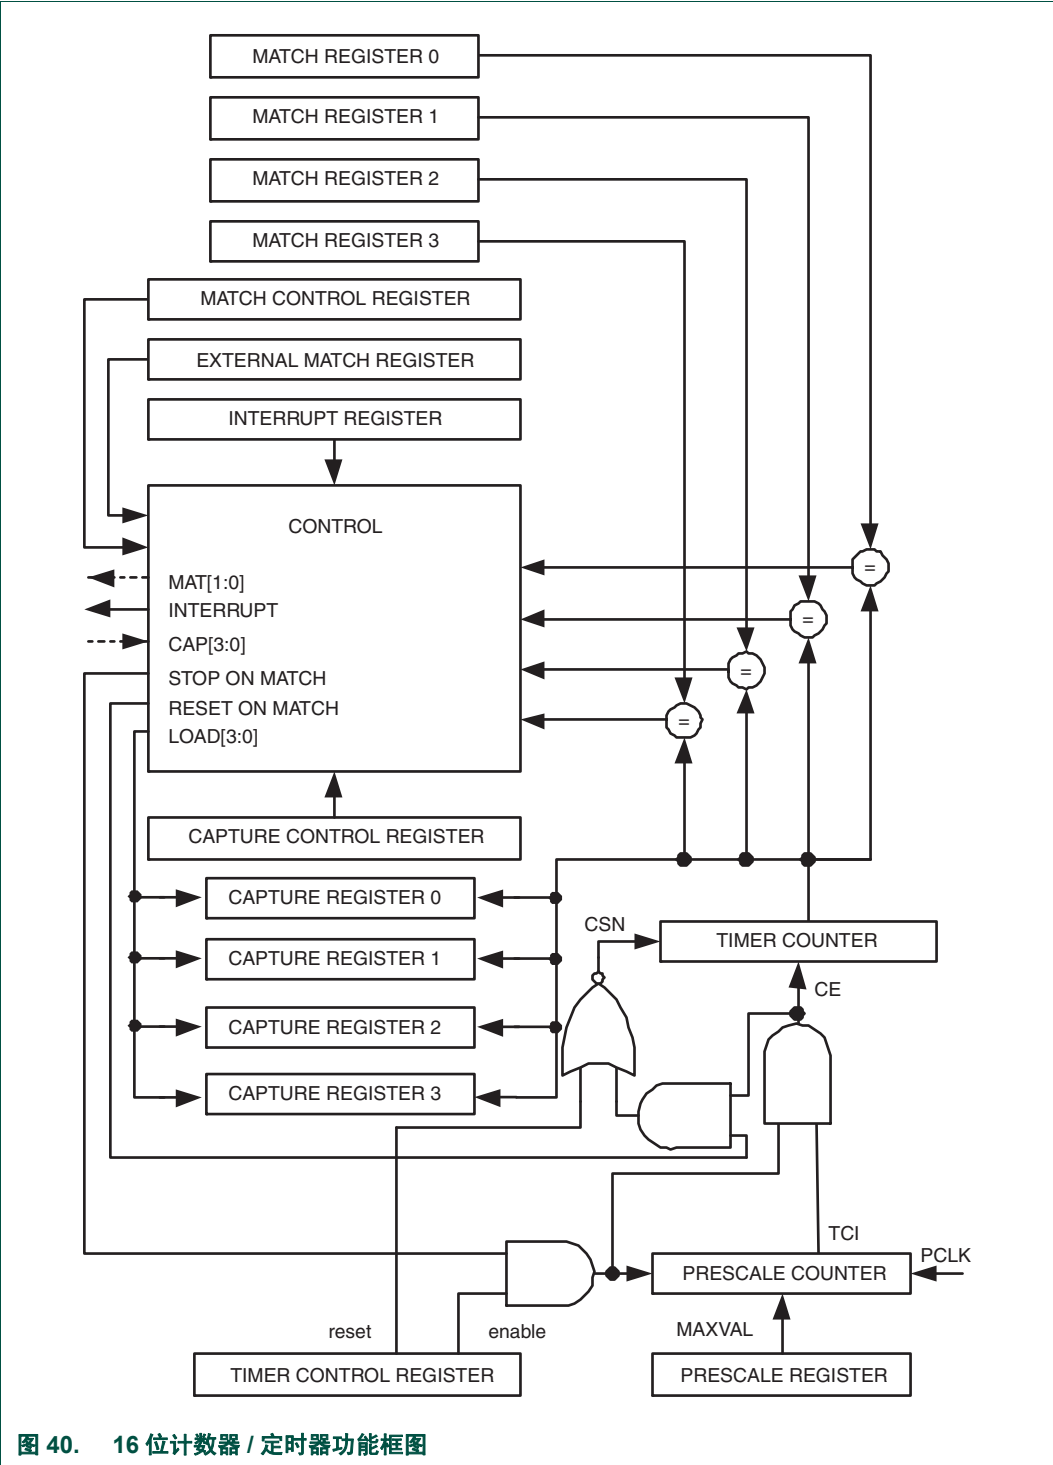 MATCH REGISTER 0
MATCH REGISTER 1
MATCH REGISTER 2
MATCH REGISTER 3
MATCH CONTROL REGISTER
EXTERNAL MATCH REGISTER
INTERRUPT REGISTER
CONTROL
MAT[1:0]
INTERRUPT
CAP[3:0]
STOP ON MATCH
RESET ON MATCH
LOAD[3:0]
=
=
=
=
CAPTURE CONTROL REGISTER
CAPTURE REGISTER 0
CAPTURE REGISTER 1
CAPTURE REGISTER 2
CAPTURE REGISTER 3
CSN
TIMER COUNTER
CE
TCI
PCLK
PRESCALE COUNTER
reset
enable
MAXVAL
TIMER CONTROL REGISTER
PRESCALE REGISTER
图 40. 16 位计数器 / 定时器功能框图